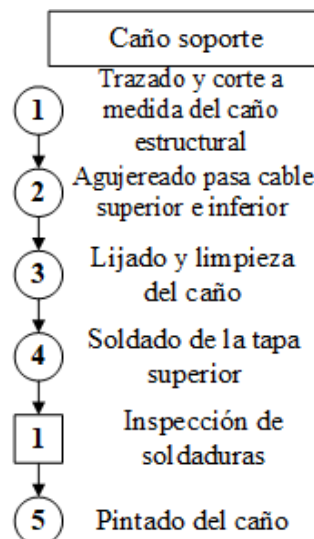 Caño soporte
1
Trazado y corte a
medida del caño
estructural
2
Agujereado pasa cable
superior e inferior
3
Lijado y limpieza
del caño
4
Soldado de la tapa
superior
1
Inspección de
soldaduras
5
Pintado del caño